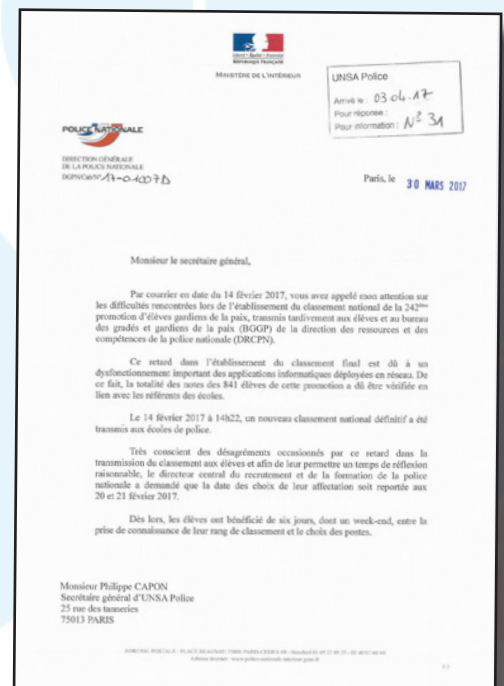 Liberté • Égalité • Fraternité
RÉPUBLIQUE FRANÇAISE
MINISTÈRE DE L'INTÉRIEUR
UNSA Police
Arrivé le : 03 04.17
Pour réponse :
Pour information : N° 31
POLICE NATIONALE
DIRECTION GÉNÉRALE
DE LA POLICE NATIONALE
Paris, le 30 MARS 2017
Monsieur le secrétaire général,
Par courrier en date du 14 février 2017, vous avez appelé mon attention sur
les difficultés rencontrées lors de l'établissement du classement national de la 242ème
promotion d'élèves gardiens de la paix, transmis tardivement aux élèves et au bureau
des gradés et gardiens de la paix (BGGP) de la direction des ressources et des
compétences de la police nationale (DRCPN).
Ce retard dans l'établissement du classement final est dû à un
dysfonctionnement important des applications informatiques déployées en réseau. De
ce fait, la totalité des notes des 841 élèves de cette promotion a dû être vérifiée en
lien avec les référents des écoles.
Le 14 février 2017 à 14h22, un nouveau classement national définitif a été
transmis aux écoles de police.
Très conscient des désagréments occasionnés par ce retard dans la
transmission du classement aux élèves et afin de leur permettre un temps de réflexion
raisonnable, le directeur central du recrutement et de la formation de la police
nationale a demandé que la date des choix de leur affectation soit reportée aux
20 et 21 février 2017.
Dès lors, les élèves ont bénéficié de six jours, dont un week-end, entre la
prise de connaissance de leur rang de classement et le choix des postes.
Monsieur Philippe CAPON
Secrétaire général d'UNSA Police
25 rue des tanneries
75013 PARIS
ADRESSE POSTALE : PLACE BEAUVAU 75800 PARIS CEDEX 08